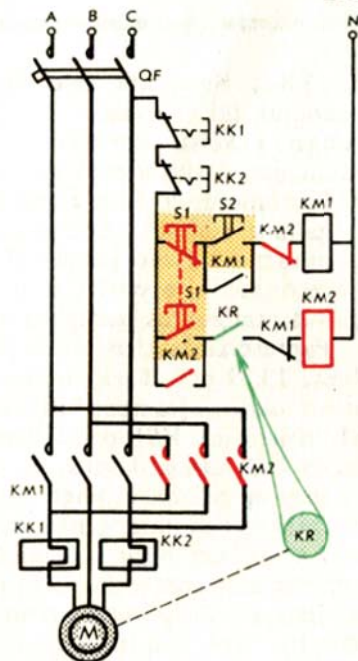 A B C N
QF
KK1
KK2
S1 S2 KM2 KM1
KM1
S1
KR KM1 KM2
KM2
KM1 KM2
KK1 KK2
KR
M